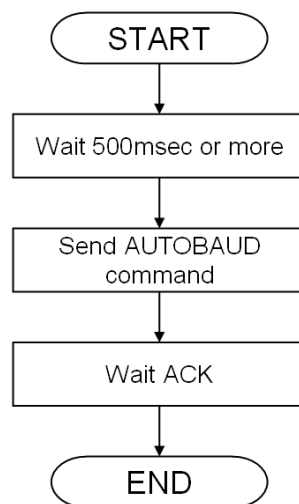 START
Wait 500msec or more
Send AUTOBAUD
command
Wait ACK
END